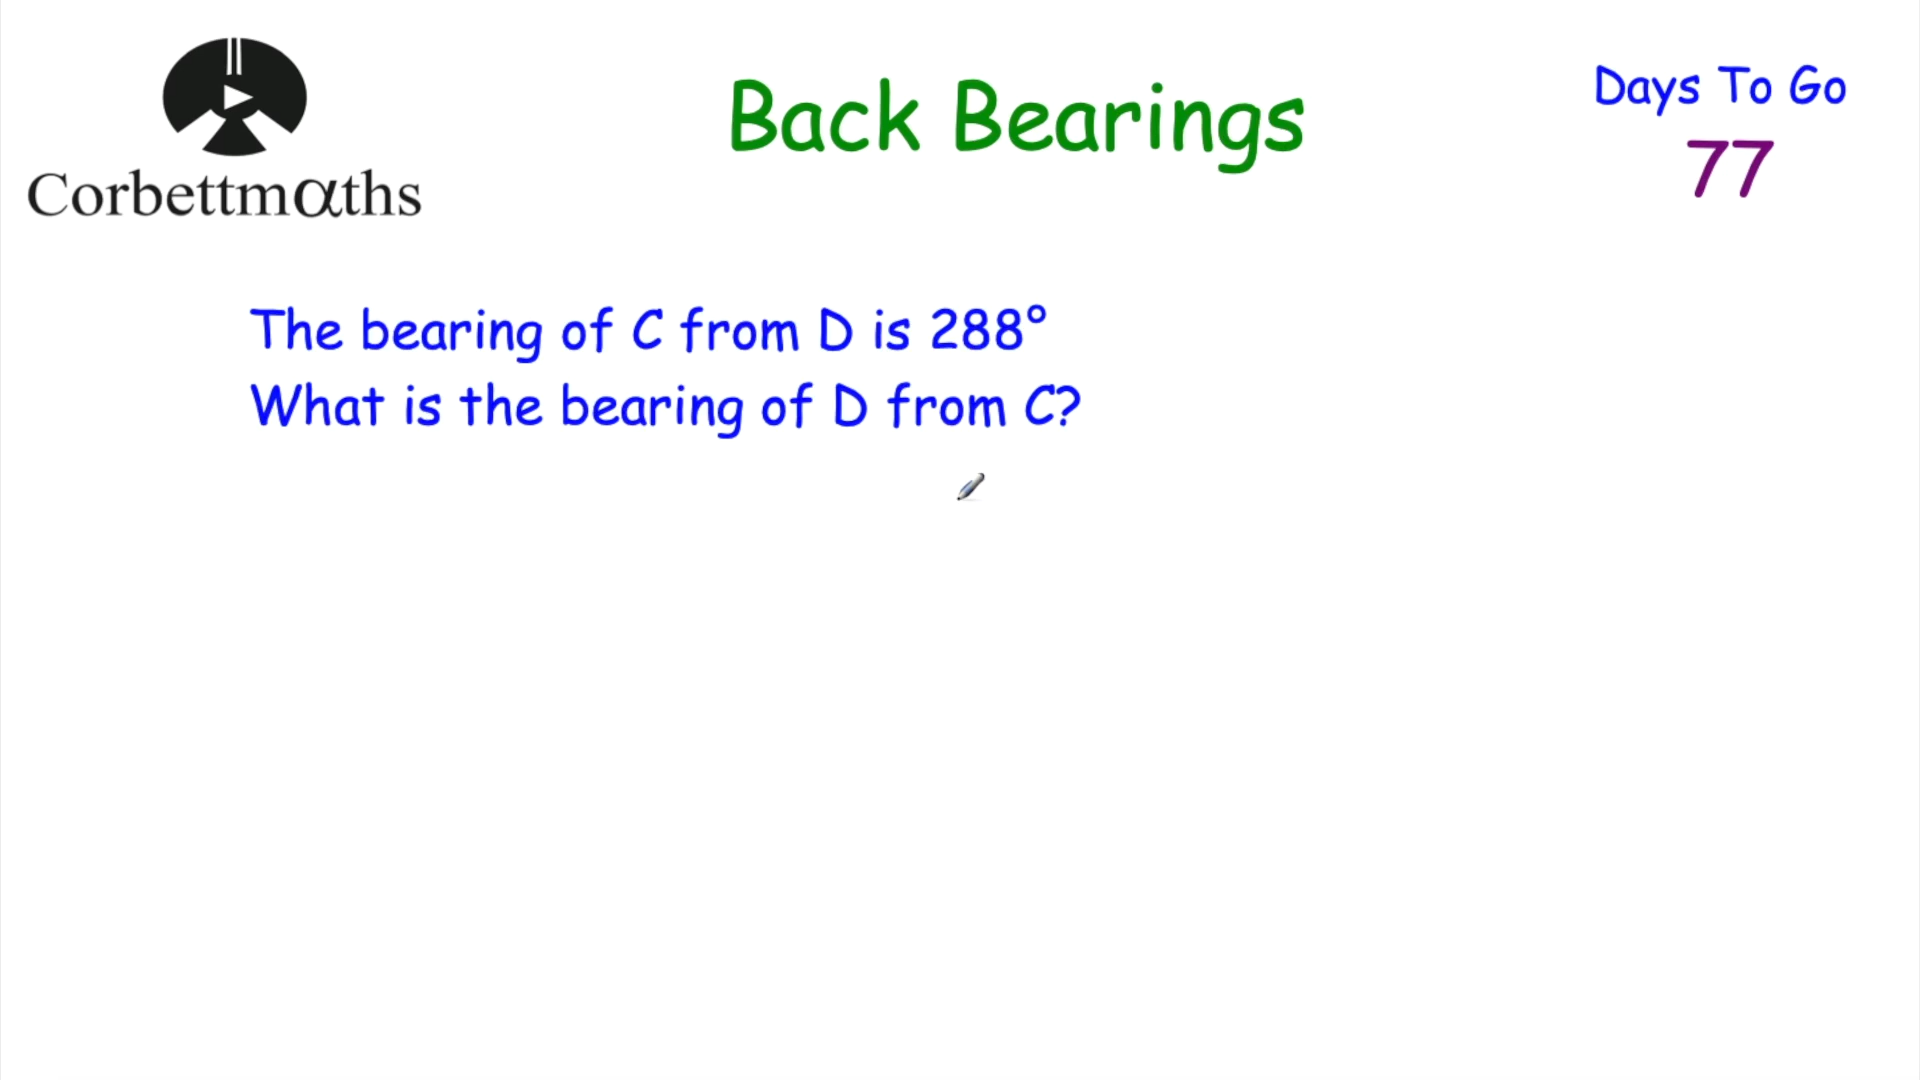 Corbettmαths
Back Bearings
Days To Go
77
The bearing of C from D is 288°
What is the bearing of D from C?